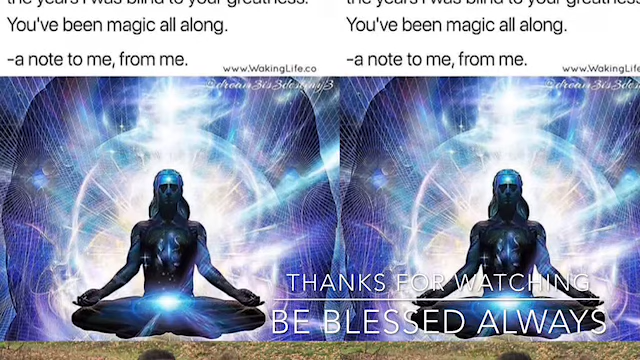 the years I was blind to your greatness.
You've been magic all along.
-a note to me, from me.
www.WakingLife.co
the years I was blind to your greatness
You've been magic all along.
-a note to me, from me.
www.WakingLif
THANKS FOR WATCHING
BE BLESSED ALWAYS